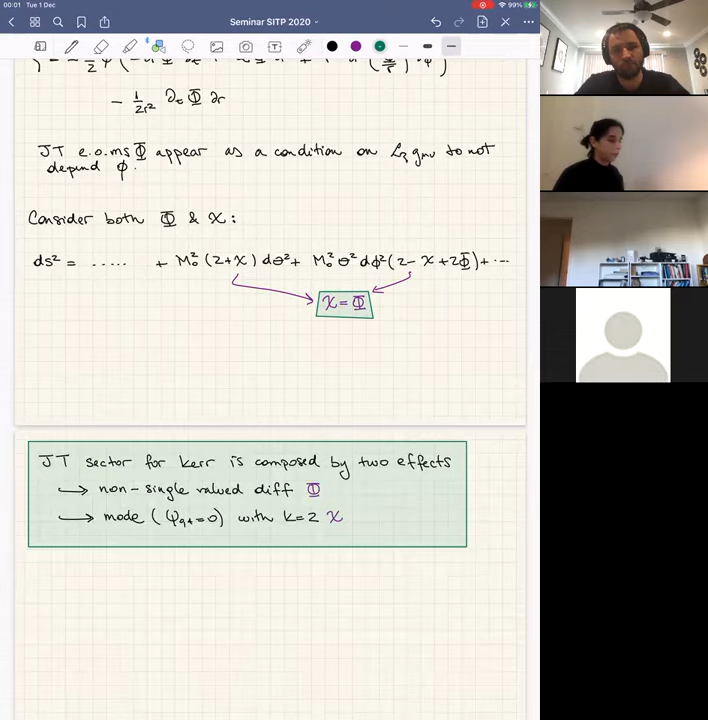 00:01 Tue 1 Dec
99%
Seminar SITP 2020
- 1/2r² ∂t Φ ∂r
JT e.o.ms Φ appear as a condition on Lξ gμν to not
depend φ.
Consider both Φ & χ:
ds² = ..... + M₀² (2+χ) dθ² + M₀² θ² dφ² (2 - χ + 2Φ) + ...
χ = Φ
JT sector for Kerr is composed by two effects
↪ non-single valued diff Φ
↪ mode (Ψ0,4 = 0) with k=2 χ